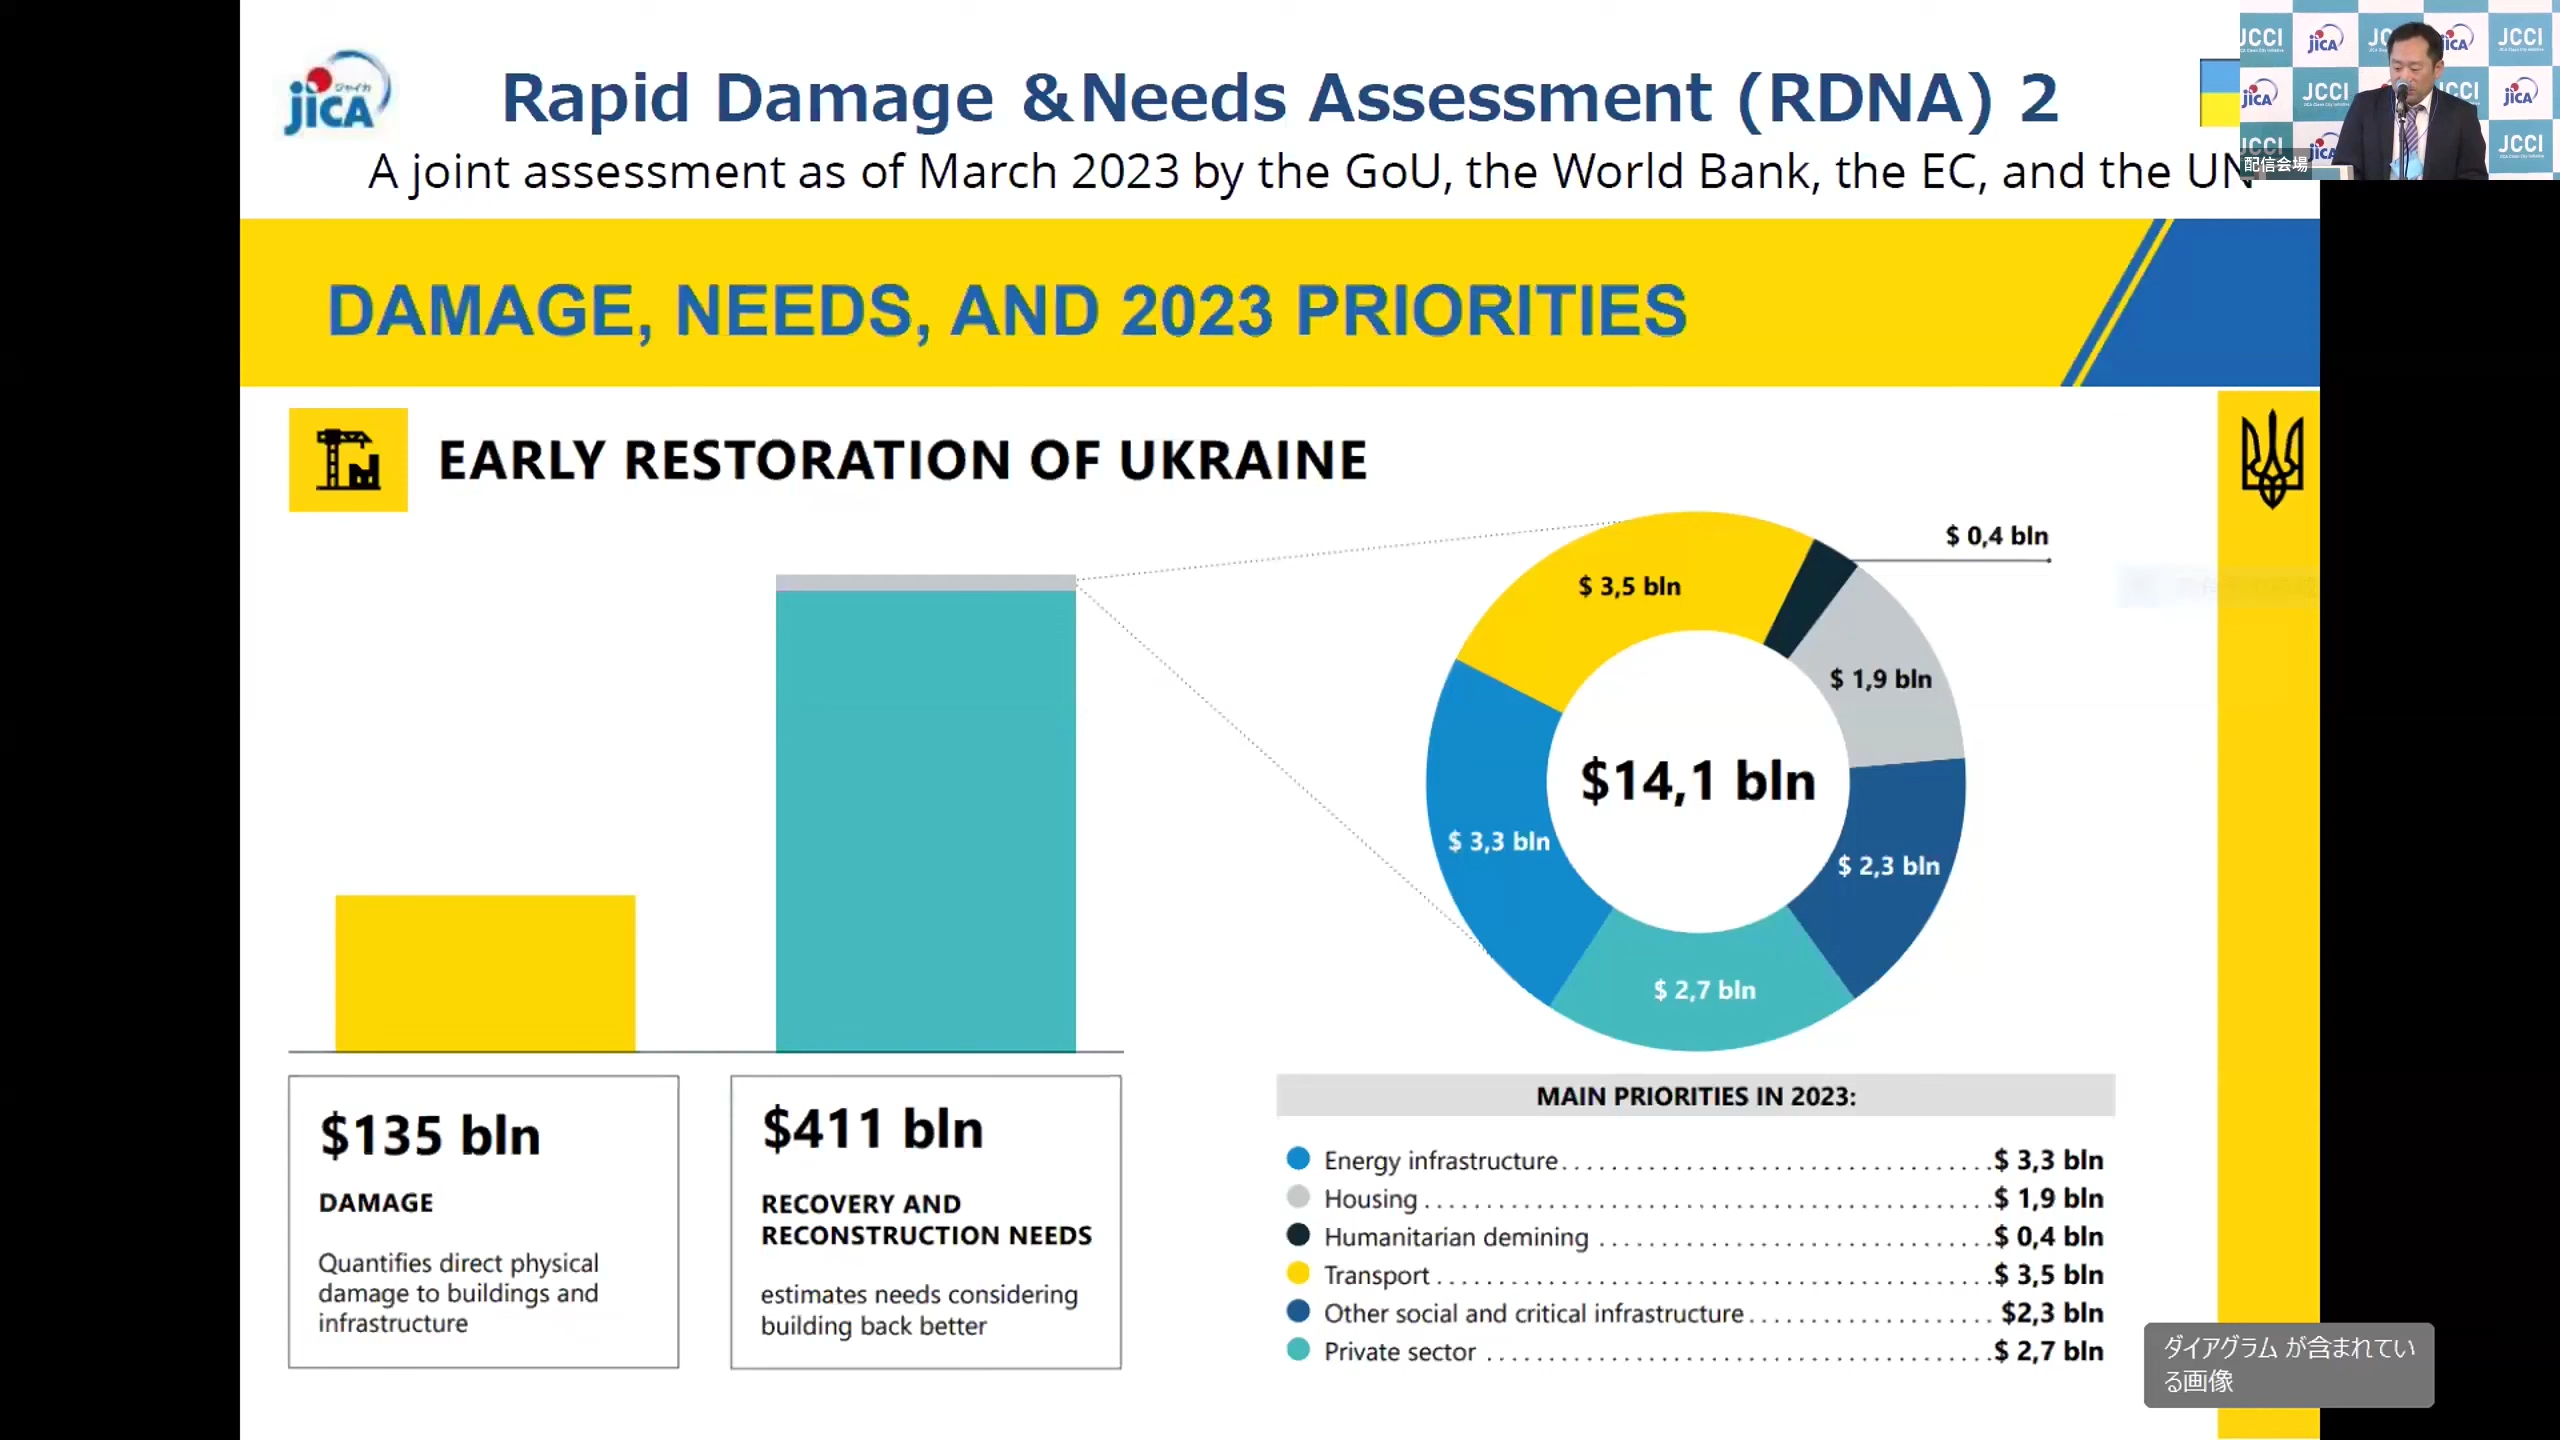 ジャイカ
JICA
Rapid Damage &Needs Assessment (RDNA) 2
A joint assessment as of March 2023 by the GoU, the World Bank, the EC, and the UN
JCCI
JICA
JCCI
JICA
JCCI
配信会場
DAMAGE, NEEDS, AND 2023 PRIORITIES
EARLY RESTORATION OF UKRAINE
$ 0,4 bln
$ 3,5 bln
$ 1,9 bln
$14,1 bln
$ 3,3 bln
$ 2,3 bln
$ 2,7 bln
$135 bln
DAMAGE
Quantifies direct physical
damage to buildings and
infrastructure
$411 bln
RECOVERY AND
RECONSTRUCTION NEEDS
estimates needs considering
building back better
MAIN PRIORITIES IN 2023:
Energy infrastructure $ 3,3 bln
Housing $ 1,9 bln
Humanitarian demining $ 0,4 bln
Transport $ 3,5 bln
Other social and critical infrastructure $2,3 bln
Private sector $ 2,7 bln
ダイアグラム が含まれてい
る画像